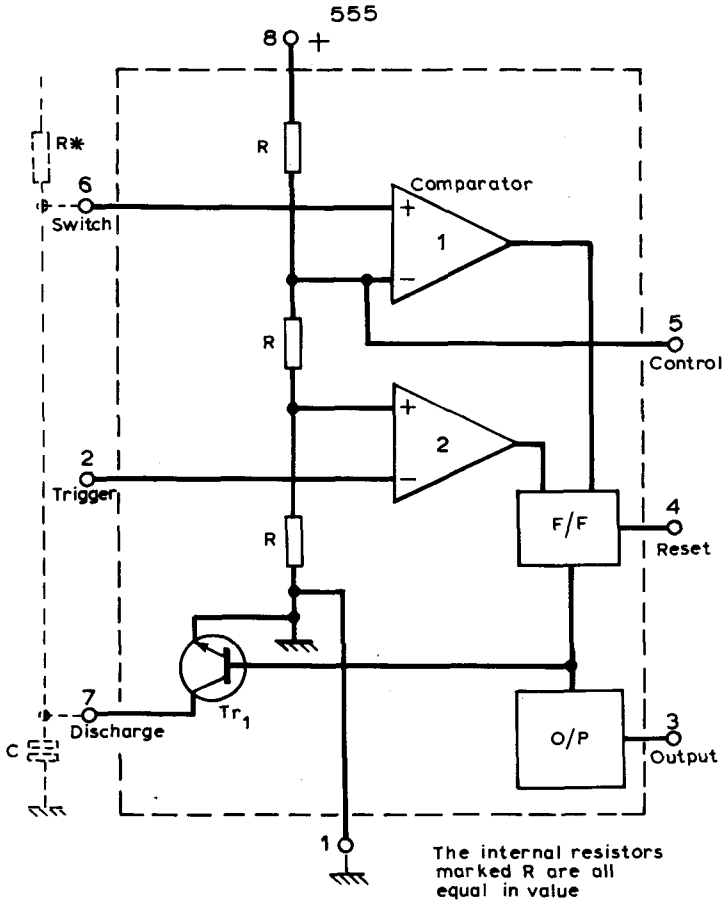 555
8 +
R*
R
6
Switch
Comparator
+
1
−
5
Control
R
+
2
−
2
Trigger
4
F/F
Reset
R
7
Discharge
Tr1
3
O/P
Output
C
1
The internal resistors
marked R are all
equal in value